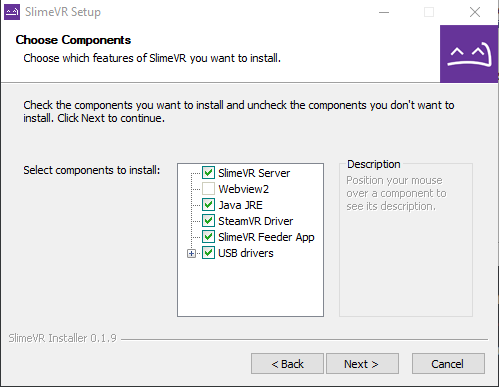 SlimeVR Setup
Choose Components
Choose which features of SlimeVR you want to install.
Check the components you want to install and uncheck the components you don't want to
install. Click Next to continue.
Select components to install:
SlimeVR Server
Webview2
Java JRE
SteamVR Driver
SlimeVR Feeder App
USB drivers
Description
Position your mouse
over a component to
see its description.
SlimeVR Installer 0.1.9
< Back
Next >
Cancel